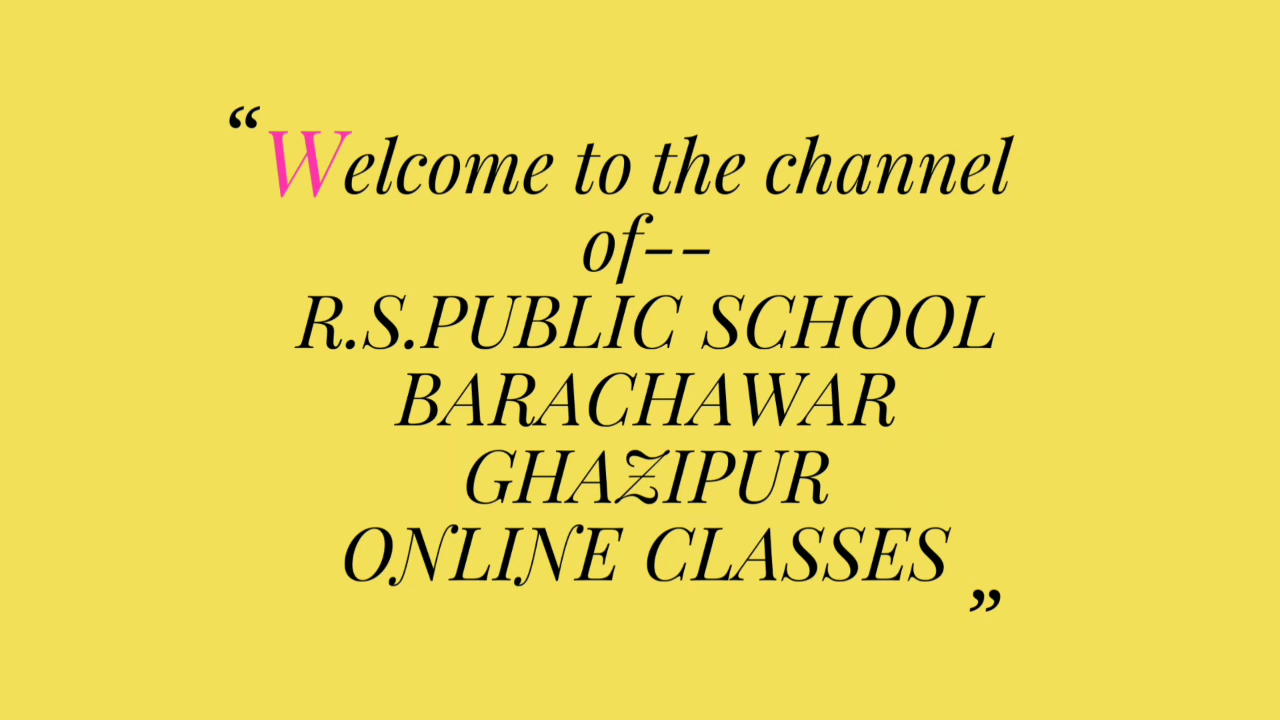 “Welcome to the channel
of--
R.S.PUBLIC SCHOOL
BARACHAWAR
GHAZIPUR
ONLINE CLASSES”